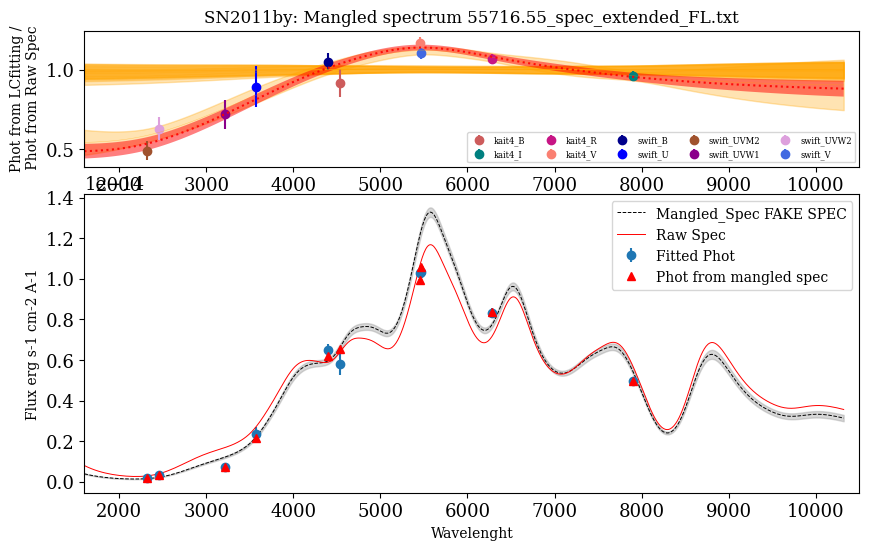 SN2011by: Mangled spectrum 55716.55_spec_extended_FL.txt
Phot from LCfitting /
Phot from Raw Spec
1.0
0.5
kait4_B kait4_R swift_B swift_UVM2 swift_UVW2
kait4_I kait4_V swift_U swift_UVW1 swift_V
2000 3000 4000 5000 6000 7000 8000 9000 10000
1e−14
Flux erg s-1 cm-2 A-1
1.4
1.2
1.0
0.8
0.6
0.4
0.2
0.0
Mangled_Spec FAKE SPEC
Raw Spec
Fitted Phot
Phot from mangled spec
2000 3000 4000 5000 6000 7000 8000 9000 10000
Wavelenght